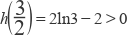 h(3/2) = 2ln3 − 2 > 0